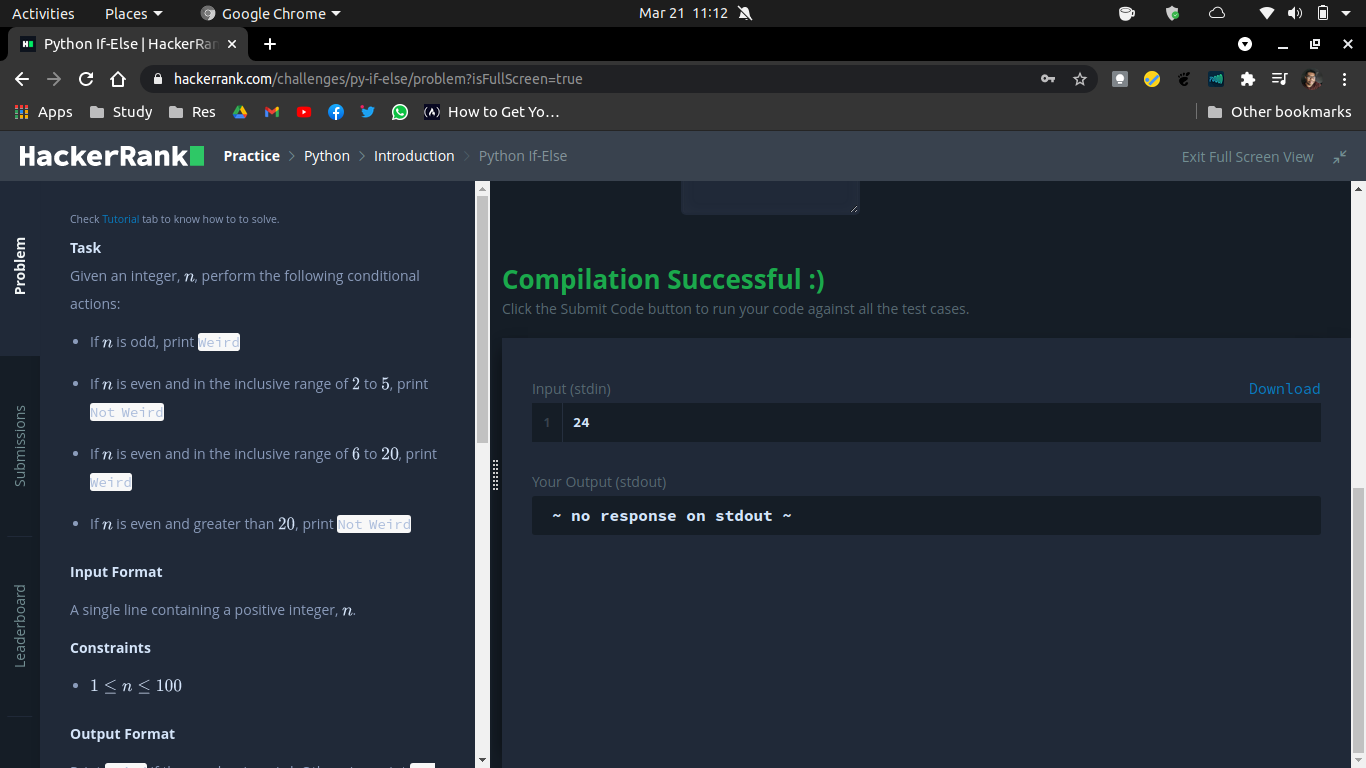 Activities Places Google Chrome Mar 21 11:12
Python If-Else | HackerRan
hackerrank.com/challenges/py-if-else/problem?isFullScreen=true
Apps Study Res How to Get Yo… Other bookmarks
HackerRank Practice Python Introduction Python If-Else Exit Full Screen View
Problem
Submissions
Leaderboard
Check Tutorial tab to know how to to solve.
Task
Given an integer, n, perform the following conditional
actions:
If n is odd, print Weird
If n is even and in the inclusive range of 2 to 5, print
Not Weird
If n is even and in the inclusive range of 6 to 20, print
Weird
If n is even and greater than 20, print Not Weird
Input Format
A single line containing a positive integer, n.
Constraints
1 ≤ n ≤ 100
Output Format
Compilation Successful :)
Click the Submit Code button to run your code against all the test cases.
Input (stdin) Download
1 24
Your Output (stdout)
~ no response on stdout ~